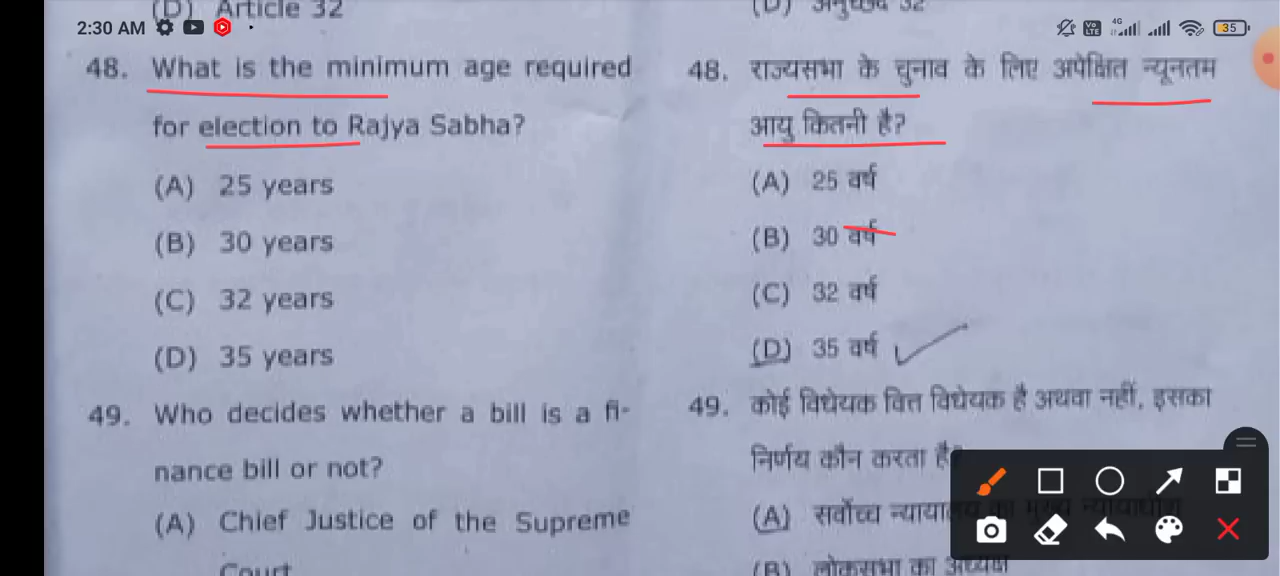 (D) Article 32
2:30 AM
4G
35
48. What is the minimum age required
for election to Rajya Sabha?
(A) 25 years
(B) 30 years
(C) 32 years
(D) 35 years
49. Who decides whether a bill is a fi-
nance bill or not?
(A) Chief Justice of the Supreme
Court
(D) अनुच्छेद 32
48. राज्यसभा के चुनाव के लिए अपेक्षित न्यूनतम
आयु कितनी है?
(A) 25 वर्ष
(B) 30 वर्ष
(C) 32 वर्ष
(D) 35 वर्ष
49. कोई विधेयक वित्त विधेयक है अथवा नहीं, इसका
निर्णय कौन करता है?
(A) सर्वोच्च न्यायालय का मुख्य न्यायाधीश
(B) लोकसभा का अध्यक्ष